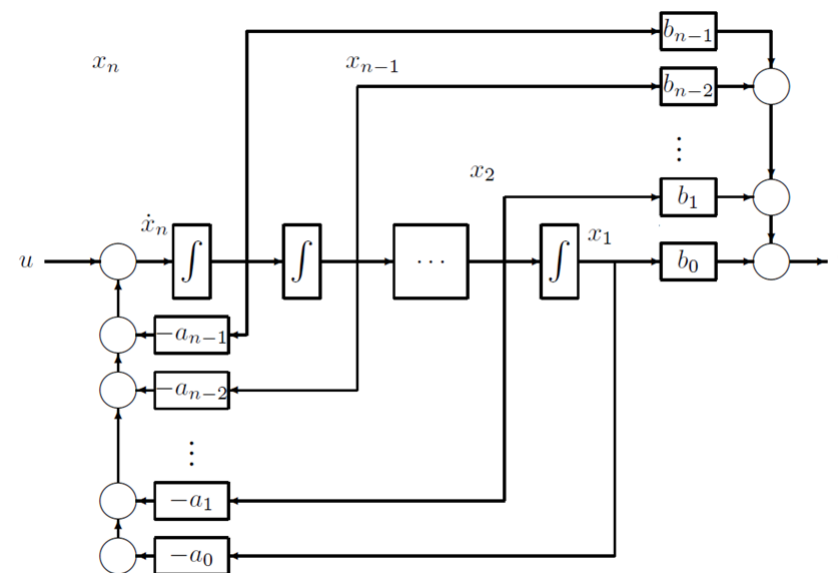 b_{n-1}
x_n
x_{n-1}
b_{n-2}
⋮
x_2
b_1
ẋ_n
x_1
u
∫
∫
⋯
∫
b_0
-a_{n-1}
-a_{n-2}
⋮
-a_1
-a_0